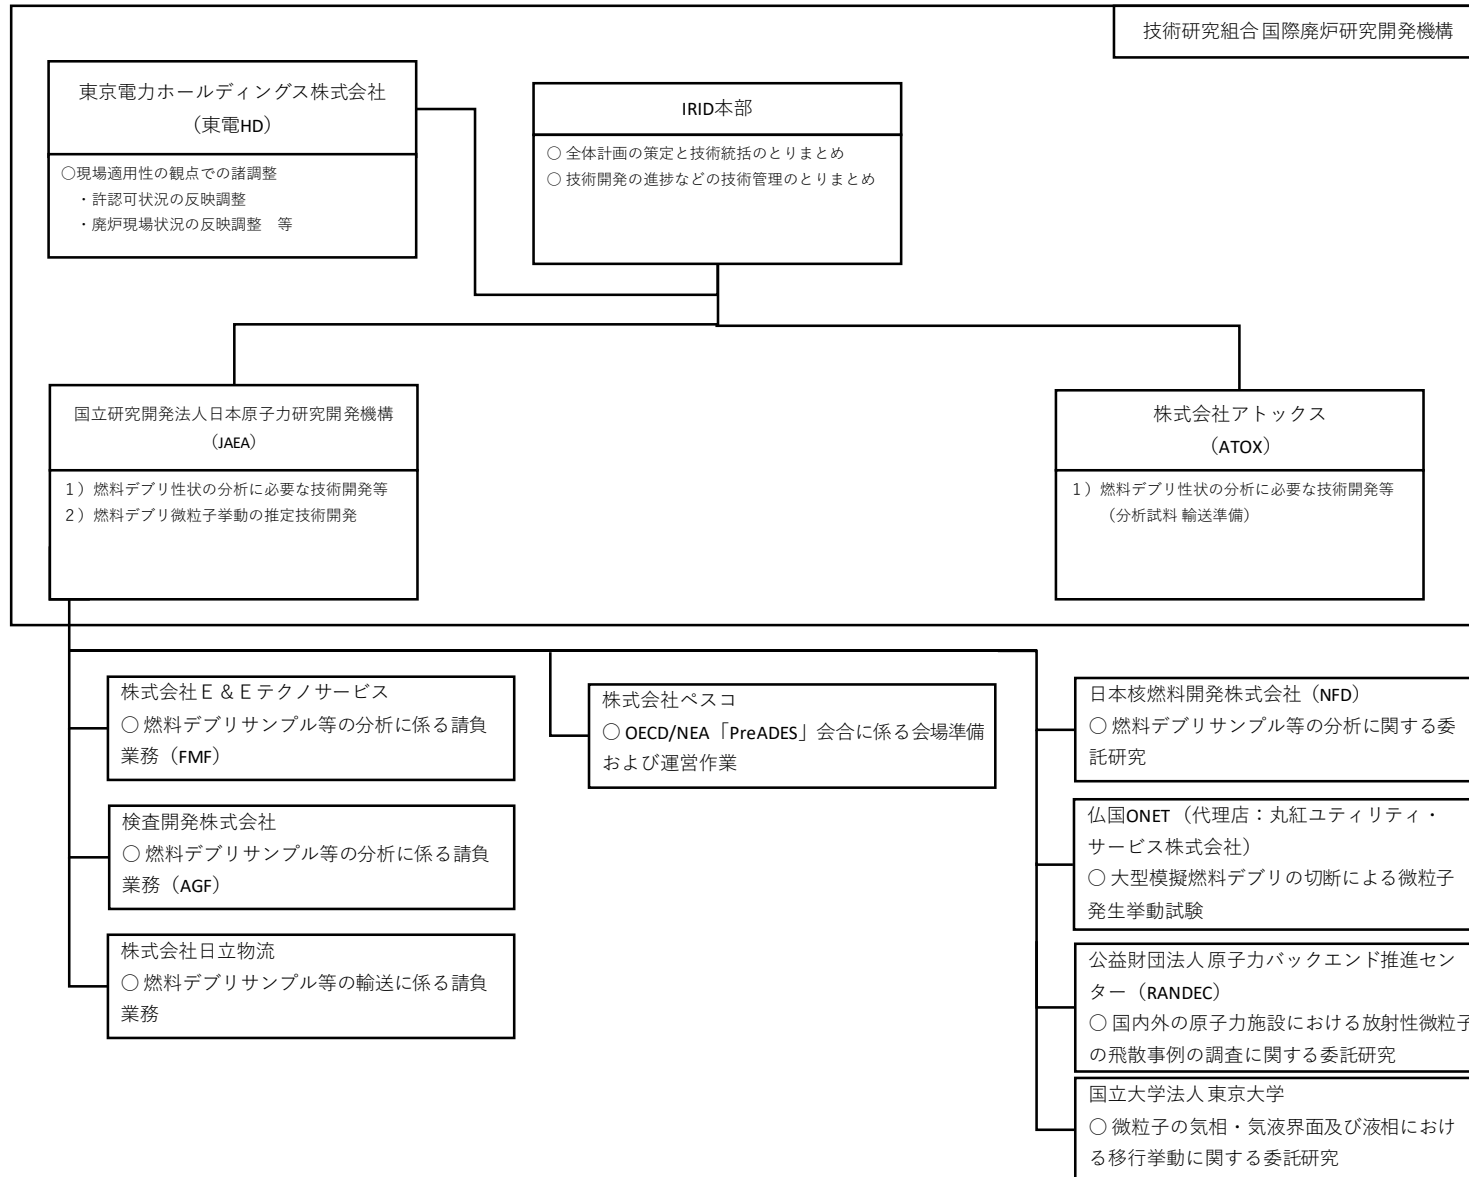 技術研究組合 国際廃炉研究開発機構
東京電力ホールディングス株式会社
（東電HD）
○現場適用性の観点での諸調整
・許認可状況の反映調整
・廃炉現場状況の反映調整　等
IRID本部
○ 全体計画の策定と技術統括のとりまとめ
○ 技術開発の進捗などの技術管理のとりまとめ
国立研究開発法人日本原子力研究開発機構
（JAEA）
１）燃料デブリ性状の分析に必要な技術開発等
２）燃料デブリ微粒子挙動の推定技術開発
株式会社アトックス
（ATOX）
１）燃料デブリ性状の分析に必要な技術開発等
（分析試料 輸送準備）
株式会社Ｅ＆Ｅテクノサービス
○ 燃料デブリサンプル等の分析に係る請負
業務（FMF）
検査開発株式会社
○ 燃料デブリサンプル等の分析に係る請負
業務（AGF）
株式会社日立物流
○ 燃料デブリサンプル等の輸送に係る請負
業務
株式会社ペスコ
○ OECD/NEA「PreADES」会合に係る会場準備
および運営作業
日本核燃料開発株式会社（NFD）
○ 燃料デブリサンプル等の分析に関する委
託研究
仏国ONET（代理店：丸紅ユティリティ・
サービス株式会社）
○ 大型模擬燃料デブリの切断による微粒子
発生挙動試験
公益財団法人 原子力バックエンド推進セン
ター（RANDEC）
○ 国内外の原子力施設における放射性微粒子
の飛散事例の調査に関する委託研究
国立大学法人 東京大学
○ 微粒子の気相・気液界面及び液相におけ
る移行挙動に関する委託研究